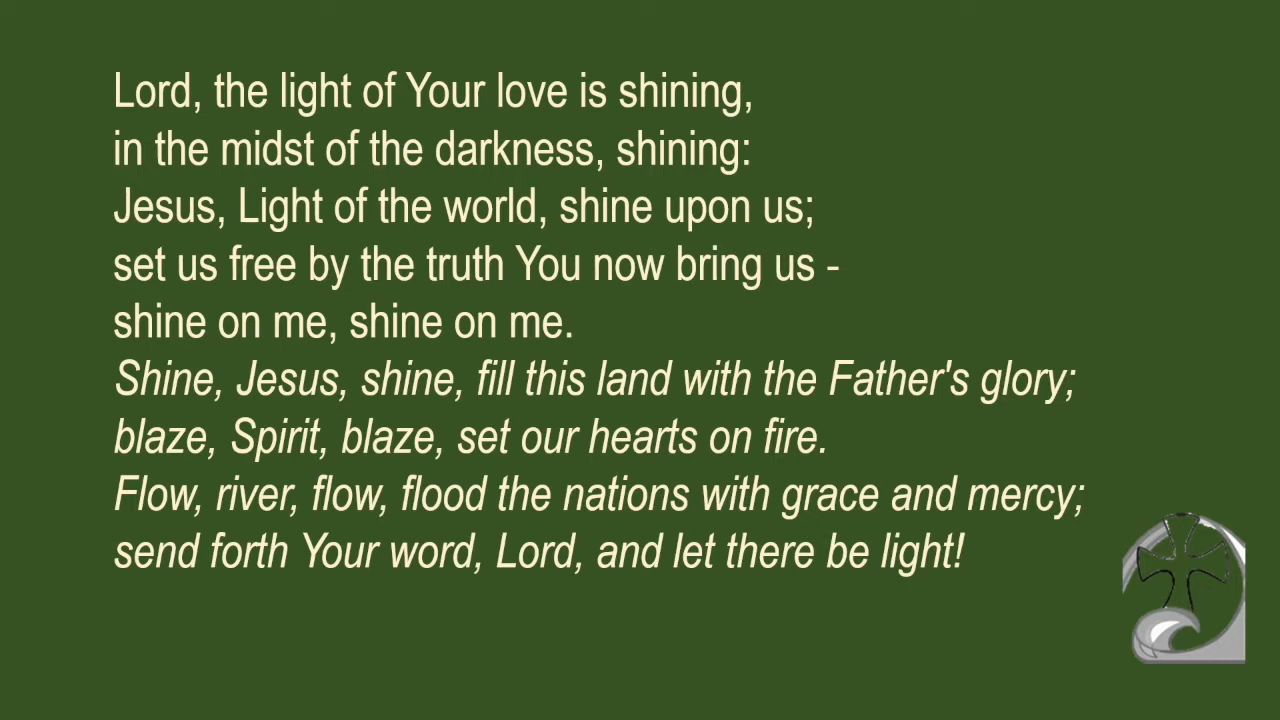 Lord, the light of Your love is shining,
in the midst of the darkness, shining:
Jesus, Light of the world, shine upon us;
set us free by the truth You now bring us -
shine on me, shine on me.
Shine, Jesus, shine, fill this land with the Father's glory;
blaze, Spirit, blaze, set our hearts on fire.
Flow, river, flow, flood the nations with grace and mercy;
send forth Your word, Lord, and let there be light!